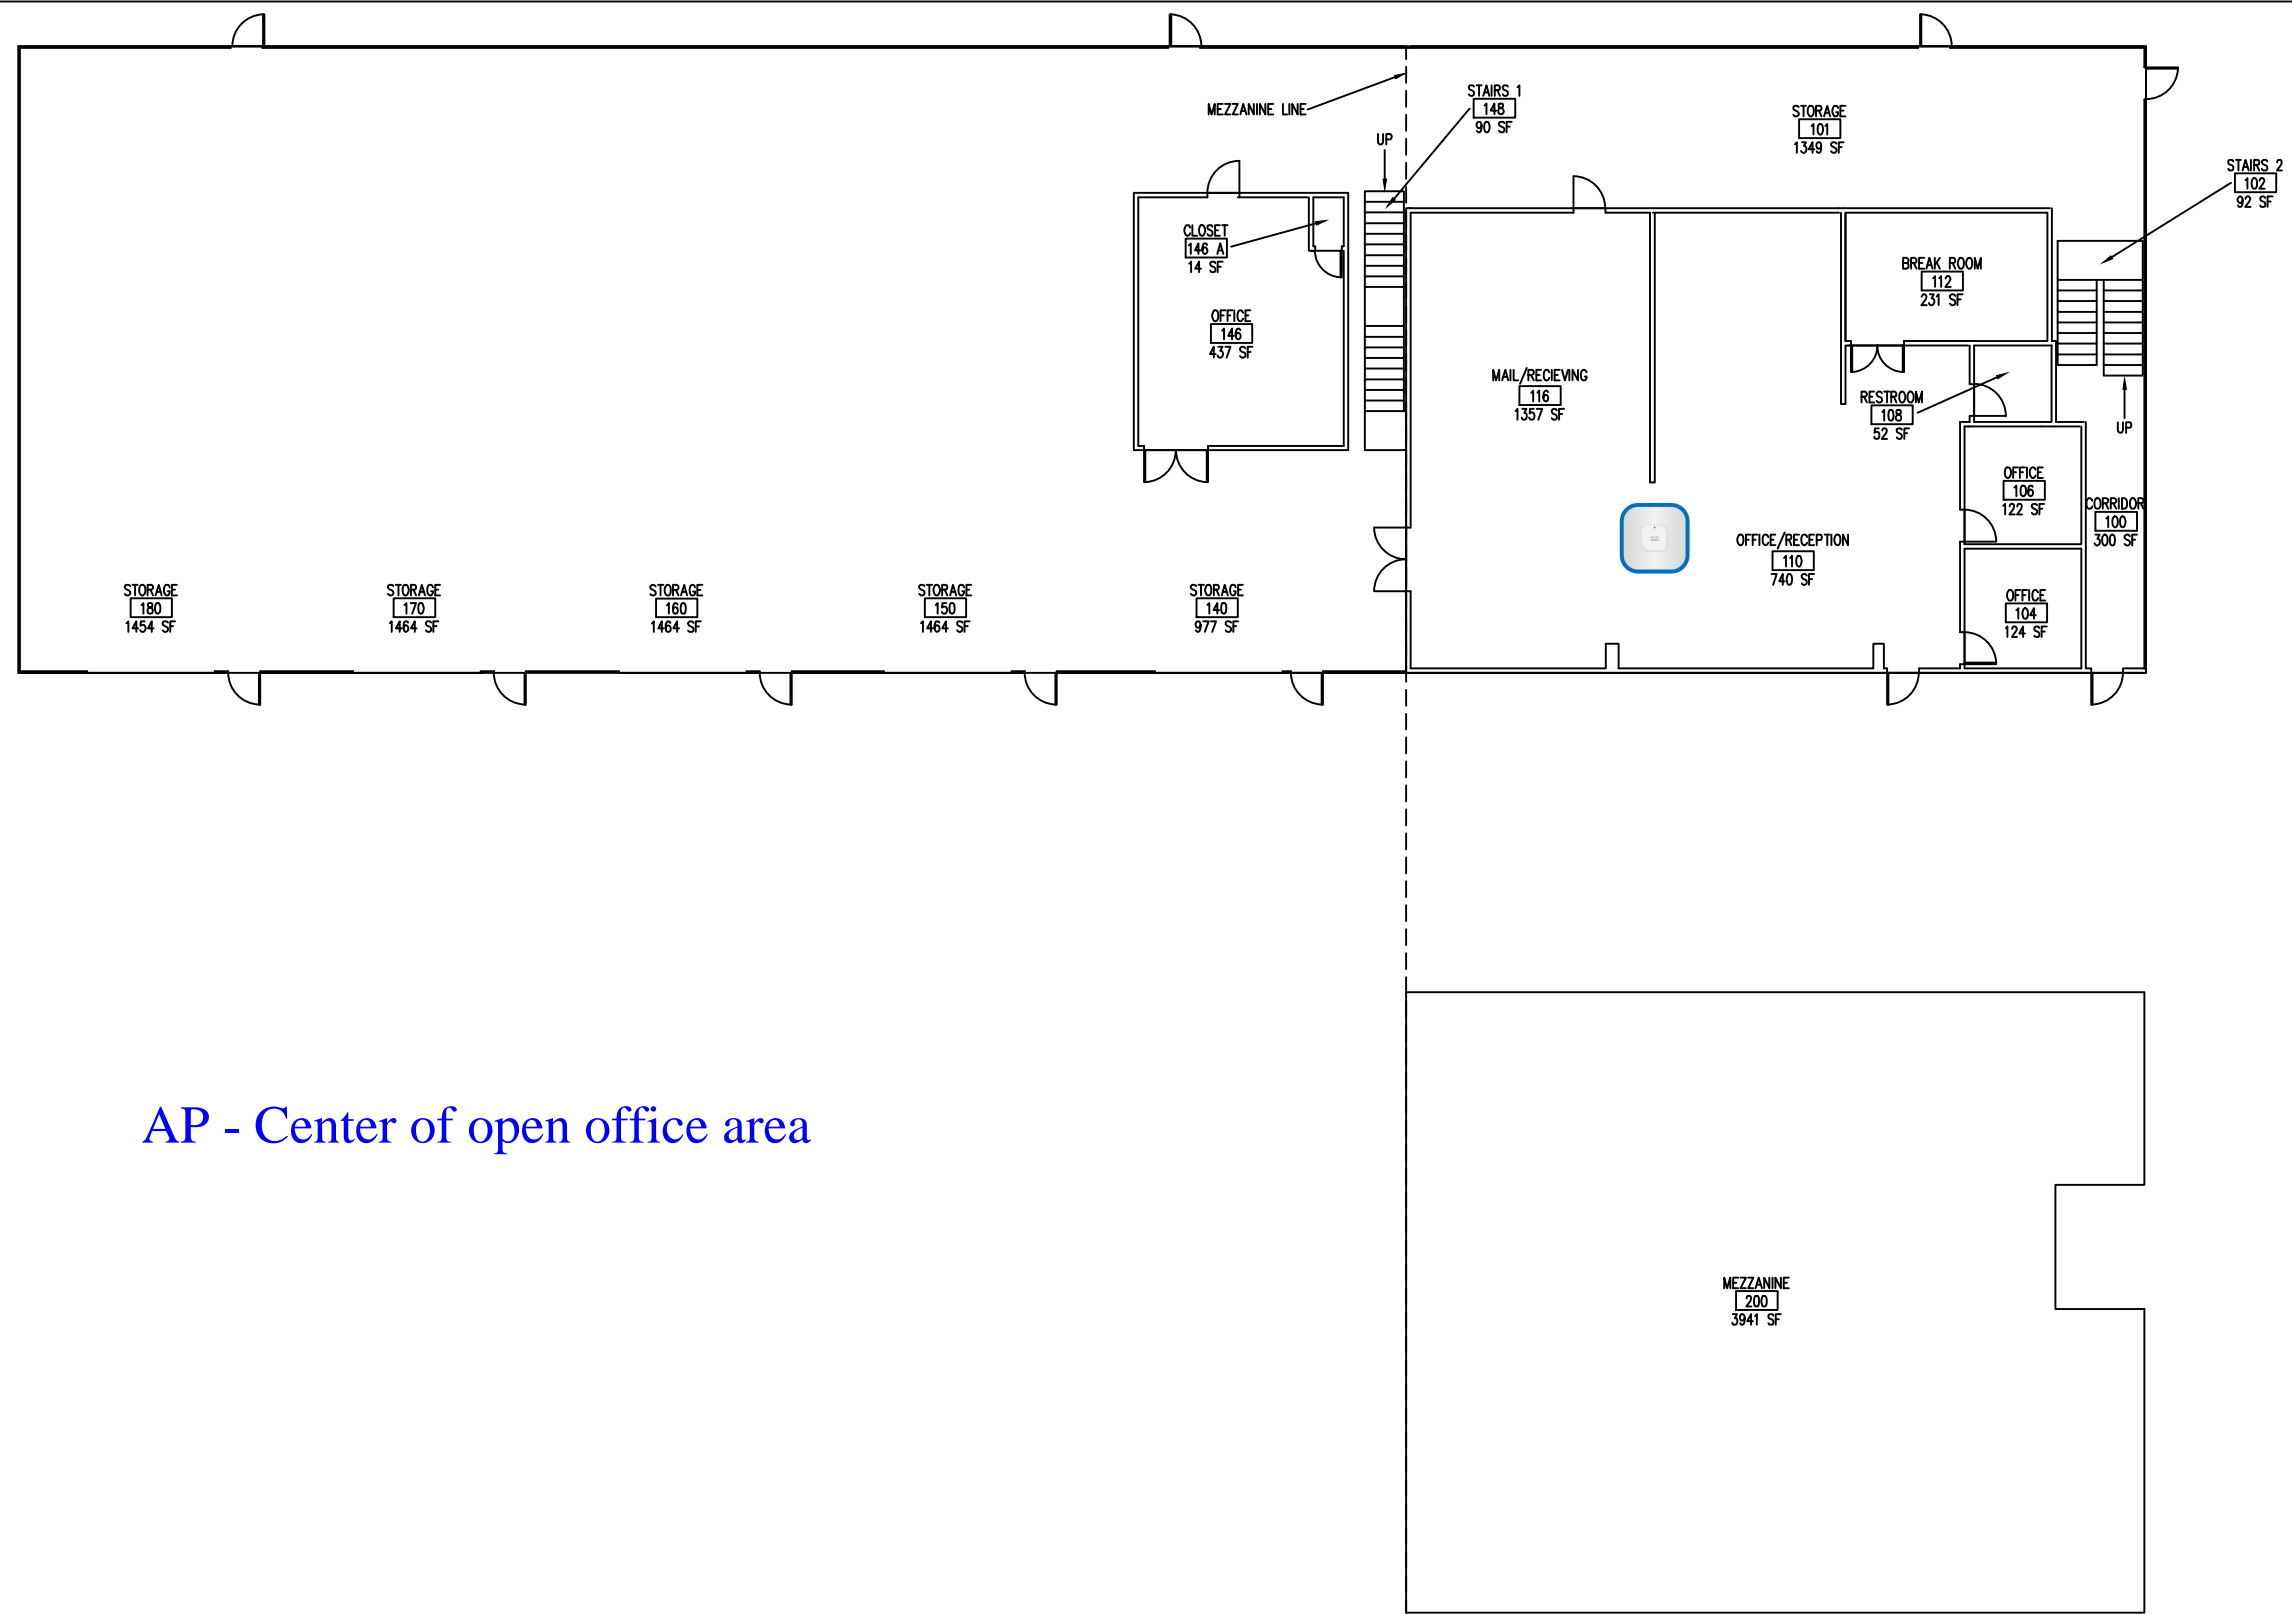 MEZZANINE LINE
STAIRS 1
148
90 SF
UP
STORAGE
101
1349 SF
STAIRS 2
102
92 SF
CLOSET
146 A
14 SF
OFFICE
146
437 SF
BREAK ROOM
112
231 SF
MAIL/RECIEVING
116
1357 SF
RESTROOM
108
52 SF
UP
OFFICE
106
122 SF
CORRIDOR
100
300 SF
OFFICE/RECEPTION
110
740 SF
STORAGE
180
1454 SF
STORAGE
170
1464 SF
STORAGE
160
1464 SF
STORAGE
150
1464 SF
STORAGE
140
977 SF
OFFICE
104
124 SF
AP - Center of open office area
MEZZANINE
200
3941 SF